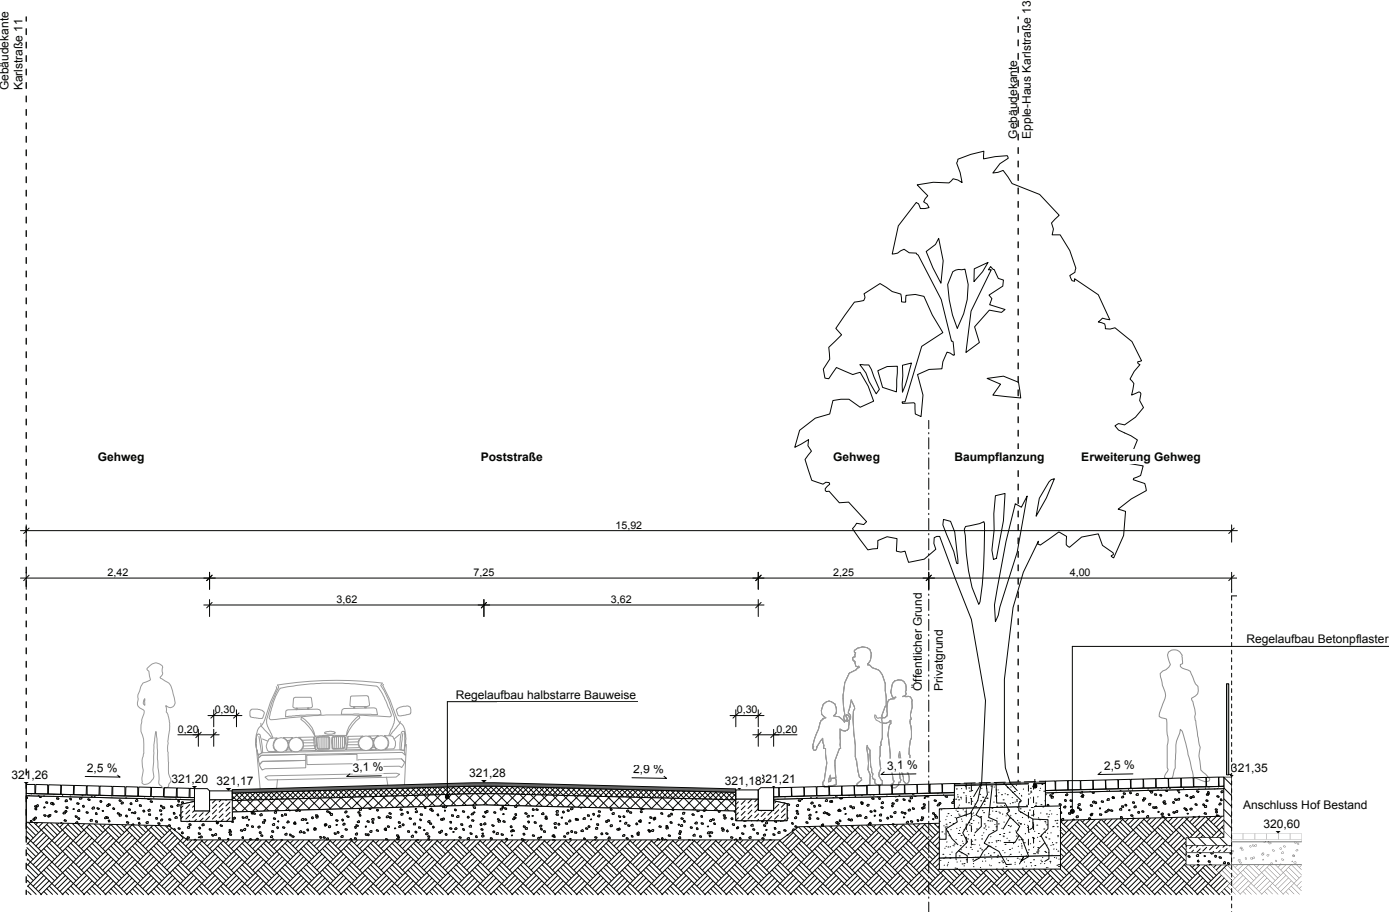 Gebäudekante
Karlstraße 11
Gebäudekante
Epple-Haus Karlstraße 13
Gehweg
Poststraße
Gehweg
Baumpflanzung
Erweiterung Gehweg
15,92
2,42
7,25
2,25
4,00
3,62
3,62
Öffentlicher Grund
Privatgrund
Regelaufbau Betonpflaster
Regelaufbau halbstarre Bauweise
0,30
0,20
0,30
0,20
321,26
2,5 %
321,20
321,17
3,1 %
321,28
2,9 %
321,18
321,21
3,1 %
2,5 %
321,35
Anschluss Hof Bestand
320,60